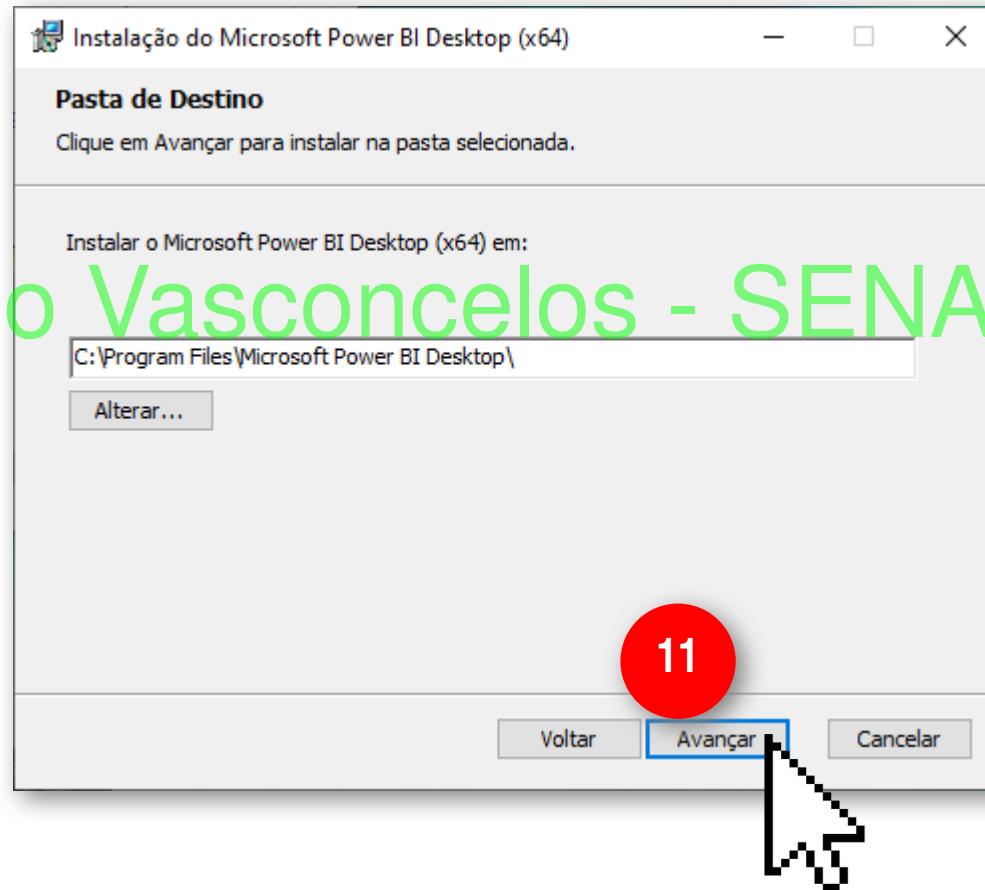 Instalação do Microsoft Power BI Desktop (x64)
Pasta de Destino
Clique em Avançar para instalar na pasta selecionada.
Instalar o Microsoft Power BI Desktop (x64) em:
o Vasconcelos - SENA
C:\Program Files\Microsoft Power BI Desktop\
Alterar...
11
Voltar Avançar Cancelar